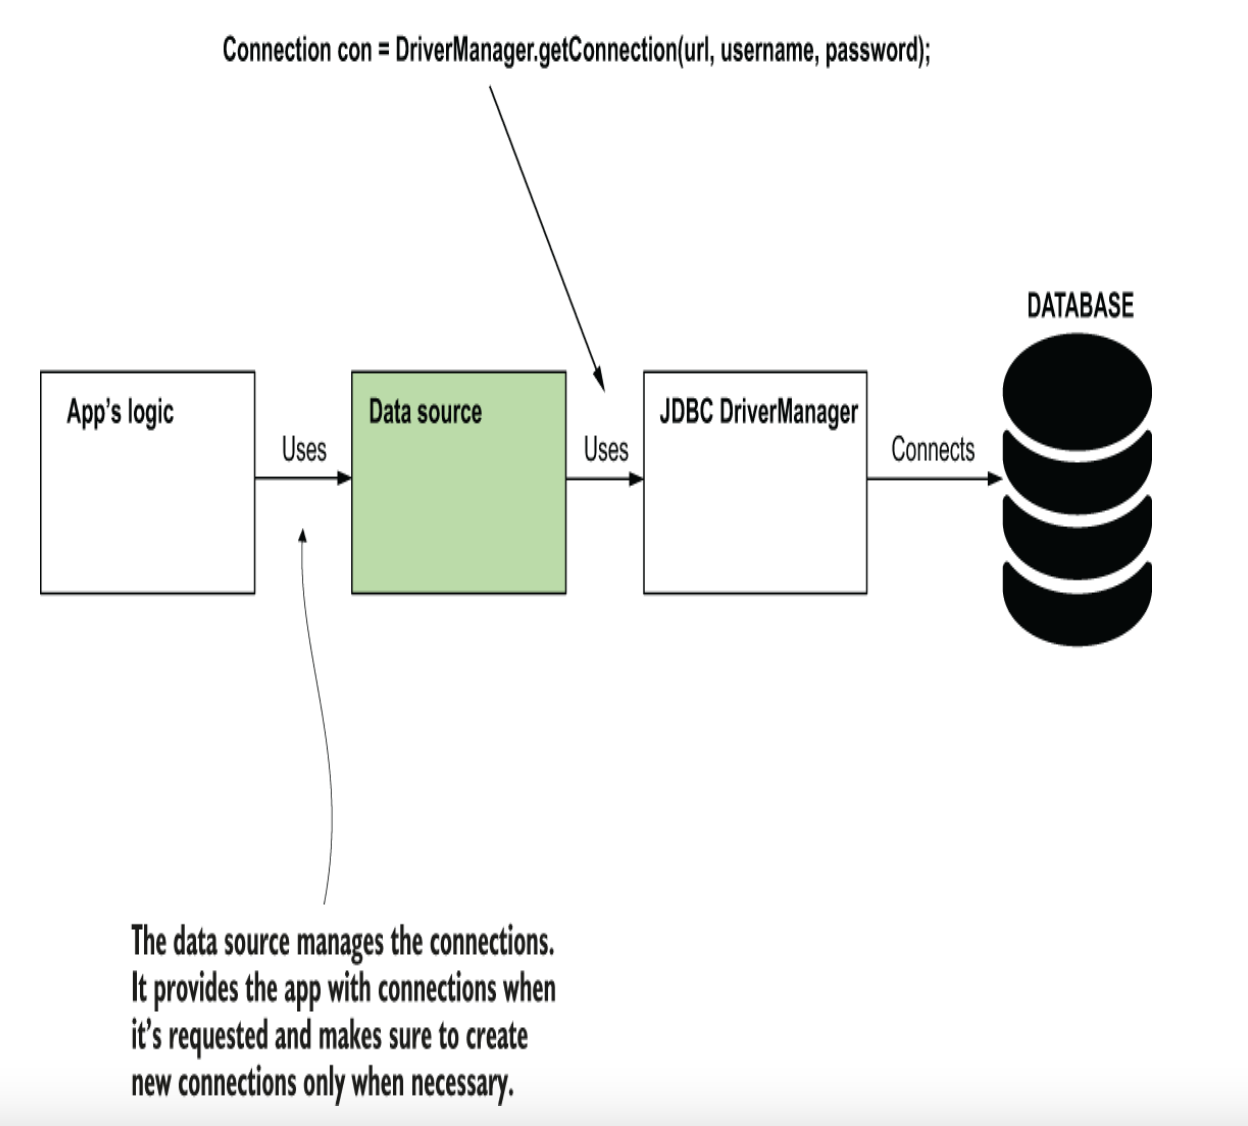 Connection con = DriverManager.getConnection(url, username, password);
DATABASE
App’s logic
Uses
Data source
Uses
JDBC DriverManager
Connects
The data source manages the connections.
It provides the app with connections when
it’s requested and makes sure to create
new connections only when necessary.